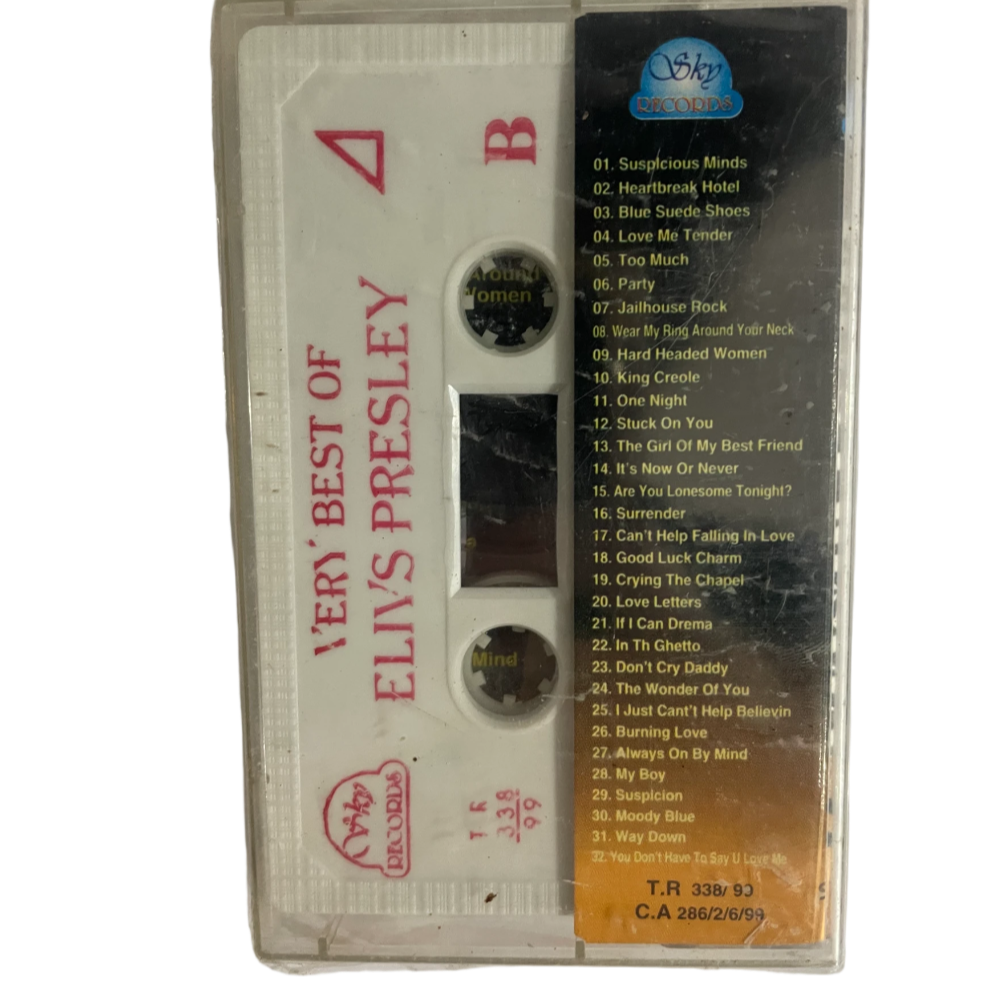 VERY BEST OF
ELIVS PRESLEY
B
Sky
RECORDS
T R
338
99
Around
Women
Mind
Sky
RECORDS
01. Suspicious Minds
02. Heartbreak Hotel
03. Blue Suede Shoes
04. Love Me Tender
05. Too Much
06. Party
07. Jailhouse Rock
08. Wear My Ring Around Your Neck
09. Hard Headed Women
10. King Creole
11. One Night
12. Stuck On You
13. The Girl Of My Best Friend
14. It's Now Or Never
15. Are You Lonesome Tonight?
16. Surrender
17. Can't Help Falling In Love
18. Good Luck Charm
19. Crying The Chapel
20. Love Letters
21. If I Can Drema
22. In Th Ghetto
23. Don't Cry Daddy
24. The Wonder Of You
25. I Just Cant't Help Believin
26. Burning Love
27. Always On By Mind
28. My Boy
29. Suspicion
30. Moody Blue
31. Way Down
32. You Don't Have To Say U Love Me
T.R 338/ 99
C.A 286/2/6/99